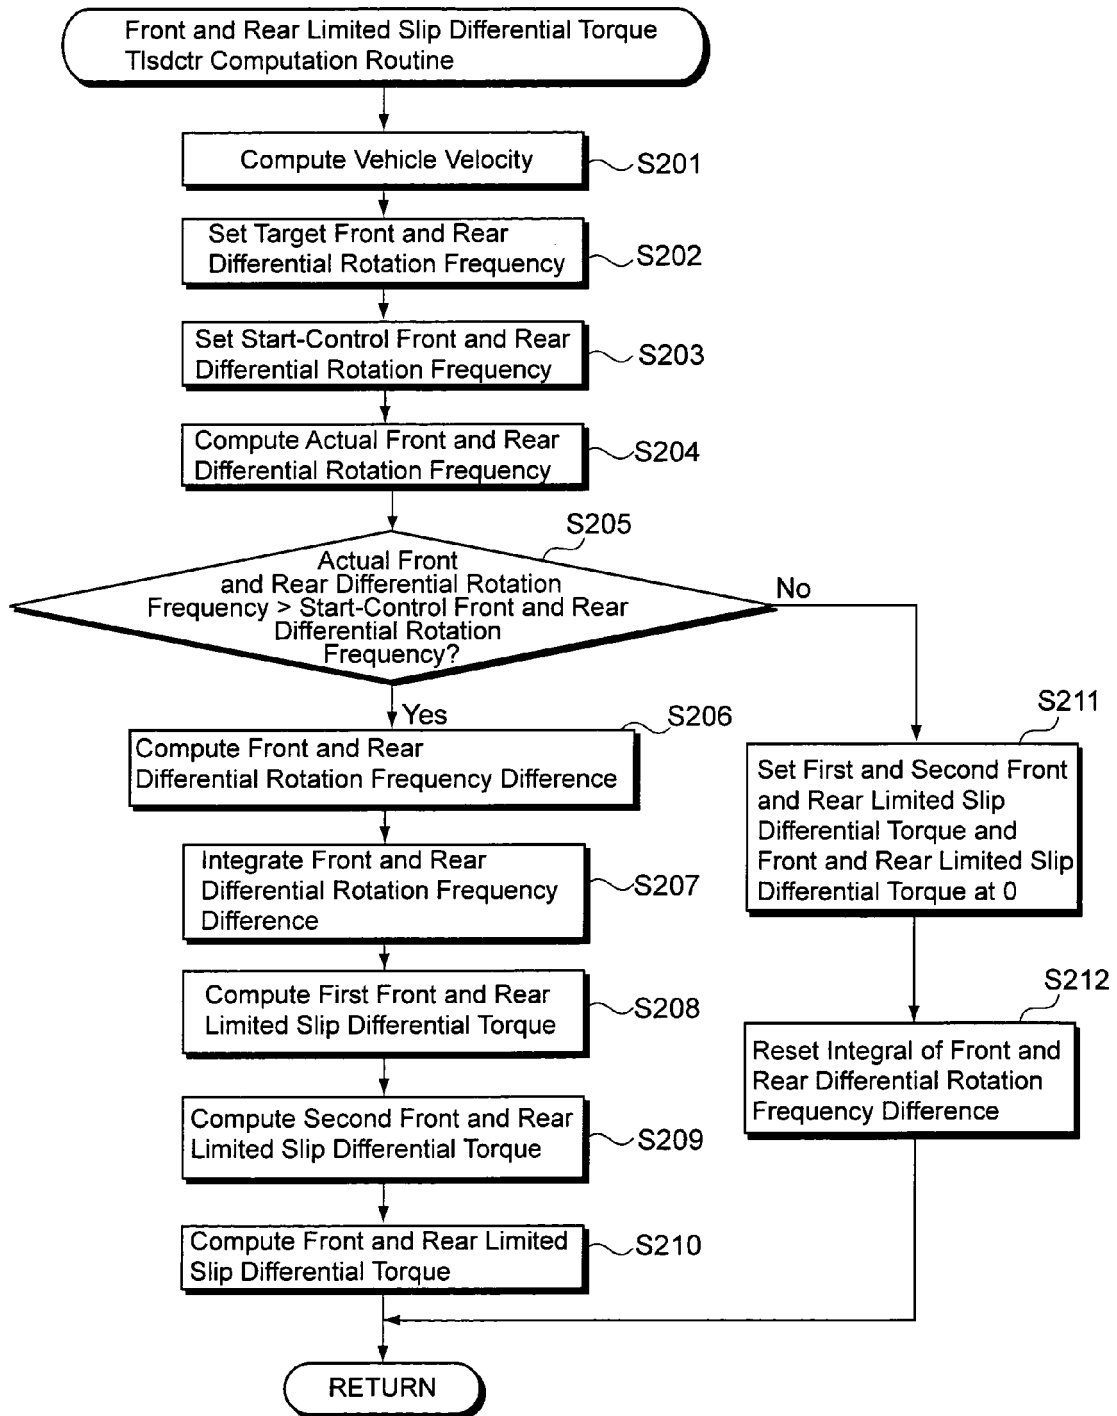 Front and Rear Limited Slip Differential Torque
Tlsdctr Computation Routine
Compute Vehicle Velocity
S201
Set Target Front and Rear
Differential Rotation Frequency
S202
Set Start-Control Front and Rear
Differential Rotation Frequency
S203
Compute Actual Front and Rear
Differential Rotation Frequency
S204
S205
Actual Front
and Rear Differential Rotation
Frequency > Start-Control Front and Rear
Differential Rotation
Frequency?
No
Yes
S206
Compute Front and Rear
Differential Rotation Frequency Difference
Integrate Front and Rear
Differential Rotation Frequency
Difference
S207
Compute First Front and Rear
Limited Slip Differential Torque
S208
Compute Second Front and Rear
Limited Slip Differential Torque
S209
Compute Front and Rear Limited
Slip Differential Torque
S210
S211
Set First and Second Front
and Rear Limited Slip
Differential Torque and
Front and Rear Limited Slip
Differential Torque at 0
S212
Reset Integral of Front and
Rear Differential Rotation
Frequency Difference
RETURN